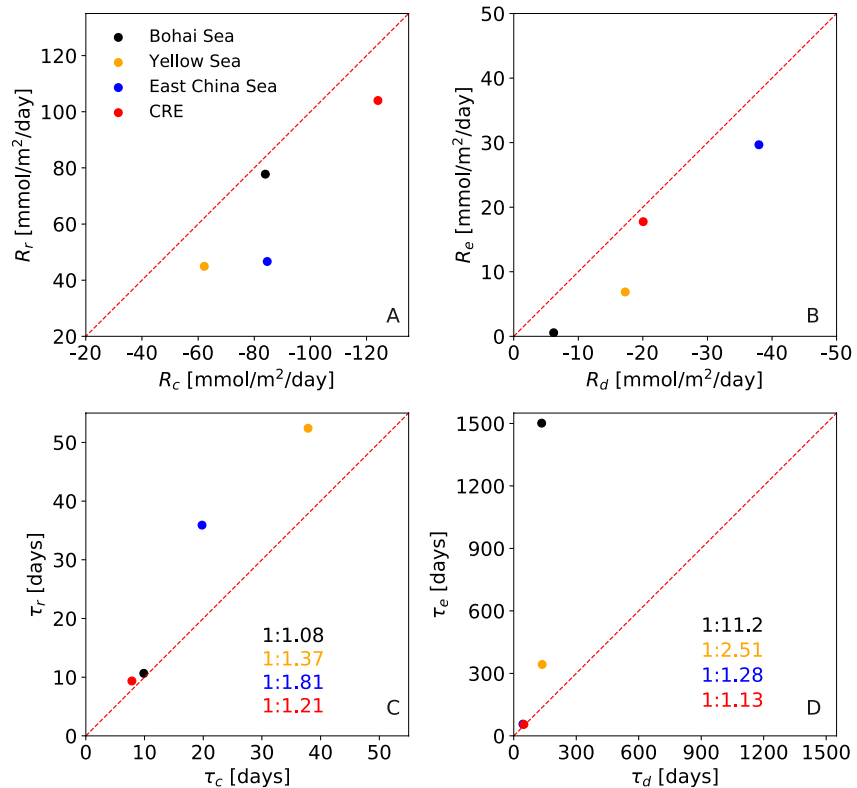 Bohai Sea
Yellow Sea
East China Sea
CRE
A
R_r [mmol/m²/day]
120
100
80
60
40
20
-20 -40 -60 -80 -100 -120
R_c [mmol/m²/day]
B
R_e [mmol/m²/day]
50
40
30
20
10
0
0 -10 -20 -30 -40 -50
R_d [mmol/m²/day]
1:1.08
1:1.37
1:1.81
1:1.21
C
τ_r [days]
50
40
30
20
10
0
0 10 20 30 40 50
τ_c [days]
1:11.2
1:2.51
1:1.28
1:1.13
D
τ_e [days]
1500
1200
900
600
300
0
0 300 600 900 1200 1500
τ_d [days]